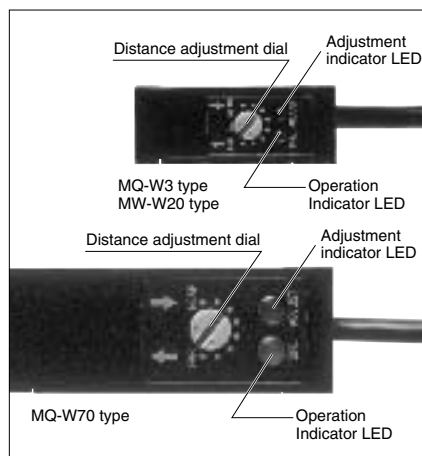 Distance adjustment dial
Adjustment
indicator LED
MQ-W3 type
MW-W20 type
Operation
Indicator LED
Distance adjustment dial
Adjustment
indicator LED
MQ-W70 type
Operation
Indicator LED